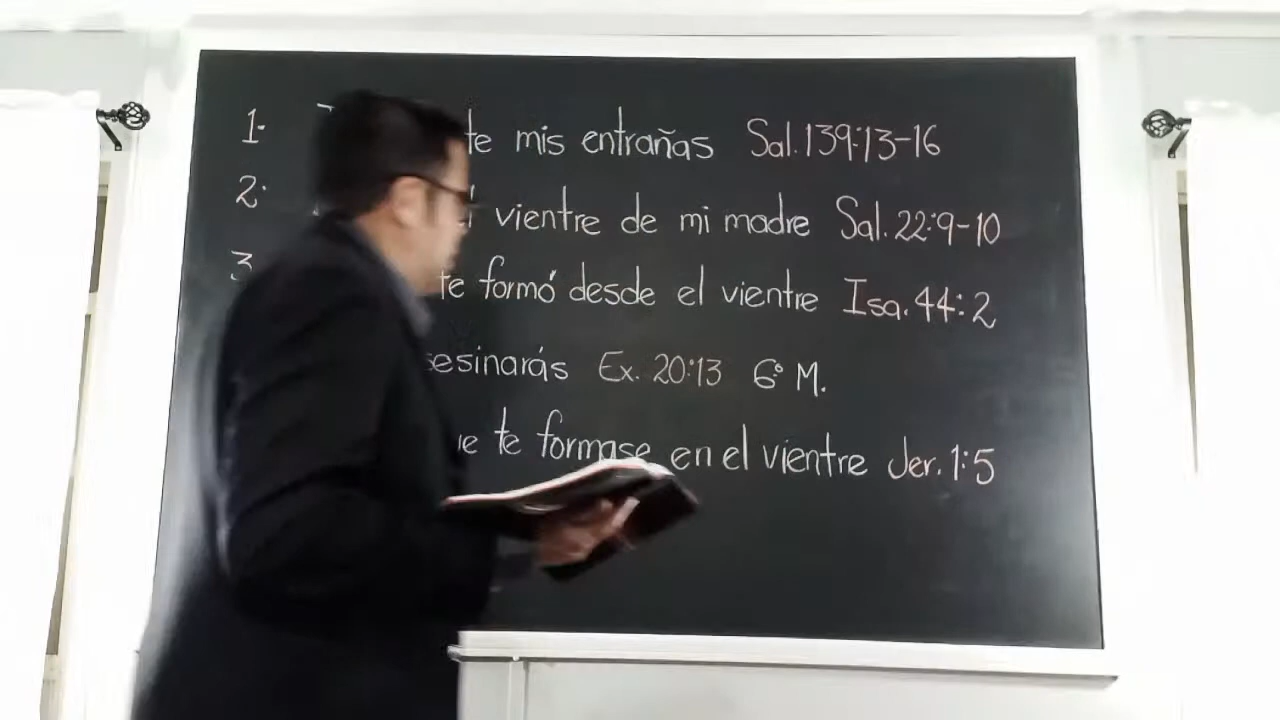 1. te mis entrañas Sal. 139:13-16
2. vientre de mi madre Sal. 22:9-10
3 te formó desde el vientre Isa. 44:2
sesinarás Ex. 20:13 6° M.
ue te formase en el vientre Jer. 1:5